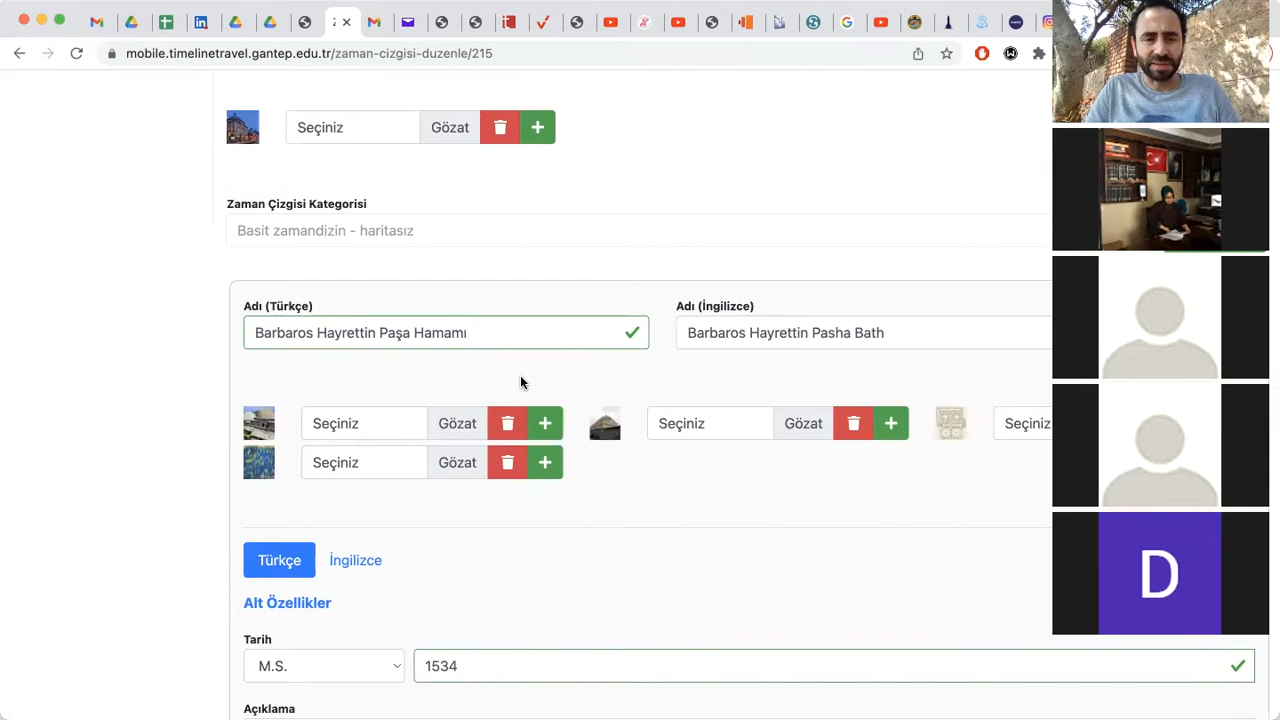 mobile.timelinetravel.gantep.edu.tr/zaman-cizgisi-duzenle/215
Seçiniz Gözat
Zaman Çizgisi Kategorisi
Basit zamandizin - haritasız
Adı (Türkçe) Adı (İngilizce)
Barbaros Hayrettin Paşa Hamamı Barbaros Hayrettin Pasha Bath
Seçiniz Gözat Seçiniz Gözat Seçiniz
Seçiniz Gözat
Türkçe İngilizce
Alt Özellikler
Tarih
M.S. 1534
Açıklama
D